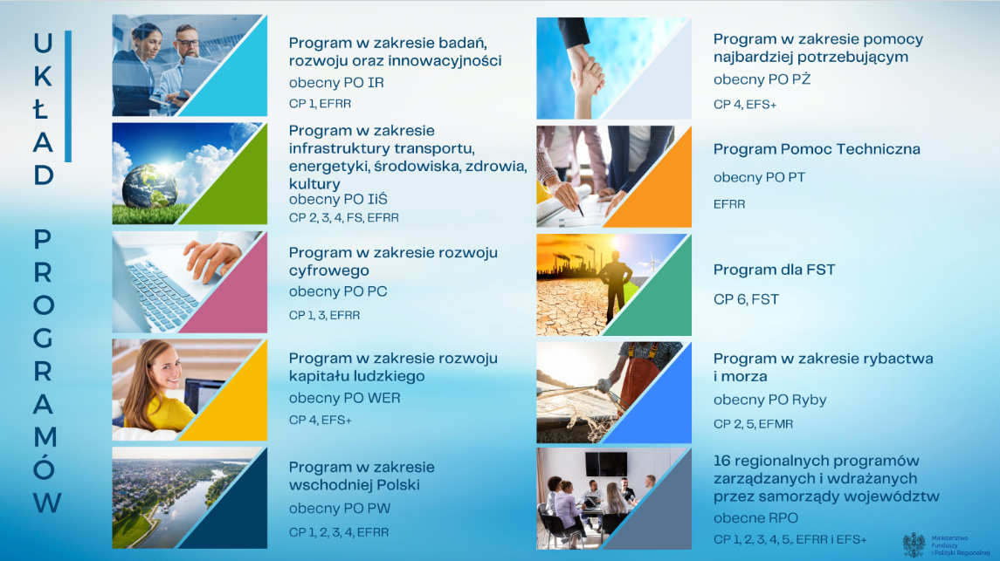 UKŁAD PROGRAMÓW
Program w zakresie badań,
rozwoju oraz innowacyjności
obecny PO IR
CP 1, EFRR
Program w zakresie
infrastruktury transportu,
energetyki, środowiska, zdrowia,
kultury
obecny PO IiŚ
CP 2, 3, 4, FS, EFRR
Program w zakresie rozwoju
cyfrowego
obecny PO PC
CP 1, 3, EFRR
Program w zakresie rozwoju
kapitału ludzkiego
obecny PO WER
CP 4, EFS+
Program w zakresie
wschodniej Polski
obecny PO PW
CP 1, 2, 3, 4, EFRR
Program w zakresie pomocy
najbardziej potrzebującym
obecny PO PŻ
CP 4, EFS+
Program Pomoc Techniczna
obecny PO PT
EFRR
Program dla FST
CP 6, FST
Program w zakresie rybactwa
i morza
obecny PO Ryby
CP 2, 5, EFMR
16 regionalnych programów
zarządzanych i wdrażanych
przez samorządy województw
obecne RPO
CP 1, 2, 3, 4, 5,. EFRR i EFS+
Ministerstwo
Funduszy
i Polityki Regionalnej